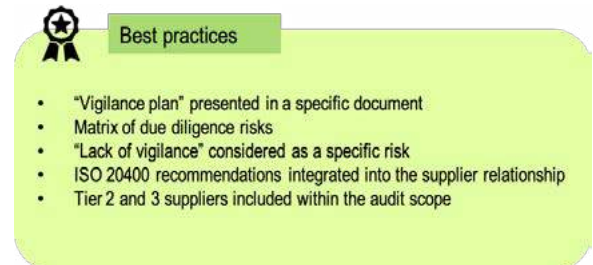 Best practices
• “Vigilance plan” presented in a specific document
• Matrix of due diligence risks
• “Lack of vigilance” considered as a specific risk
• ISO 20400 recommendations integrated into the supplier relationship
• Tier 2 and 3 suppliers included within the audit scope